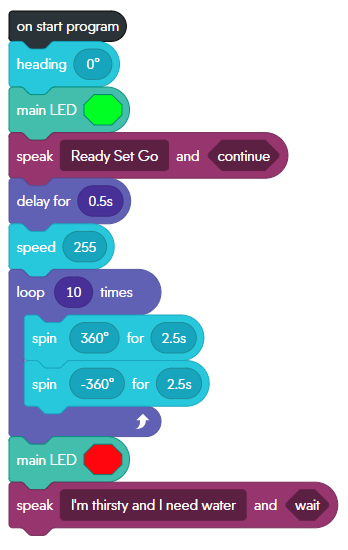 on start program
heading 0°
main LED
speak Ready Set Go and continue
delay for 0.5s
speed 255
loop 10 times
spin 360° for 2.5s
spin -360° for 2.5s
main LED
speak I'm thirsty and I need water and wait